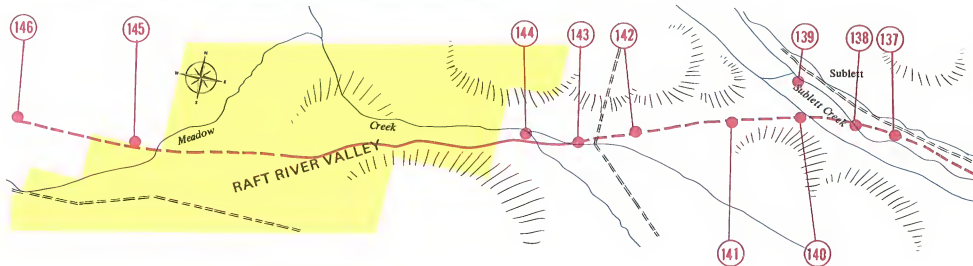 146
145
144
143
142
139
138
137
Sublett
Sublett Creek
N
W
E
S
Meadow
Creek
RAFT RIVER VALLEY
141
140